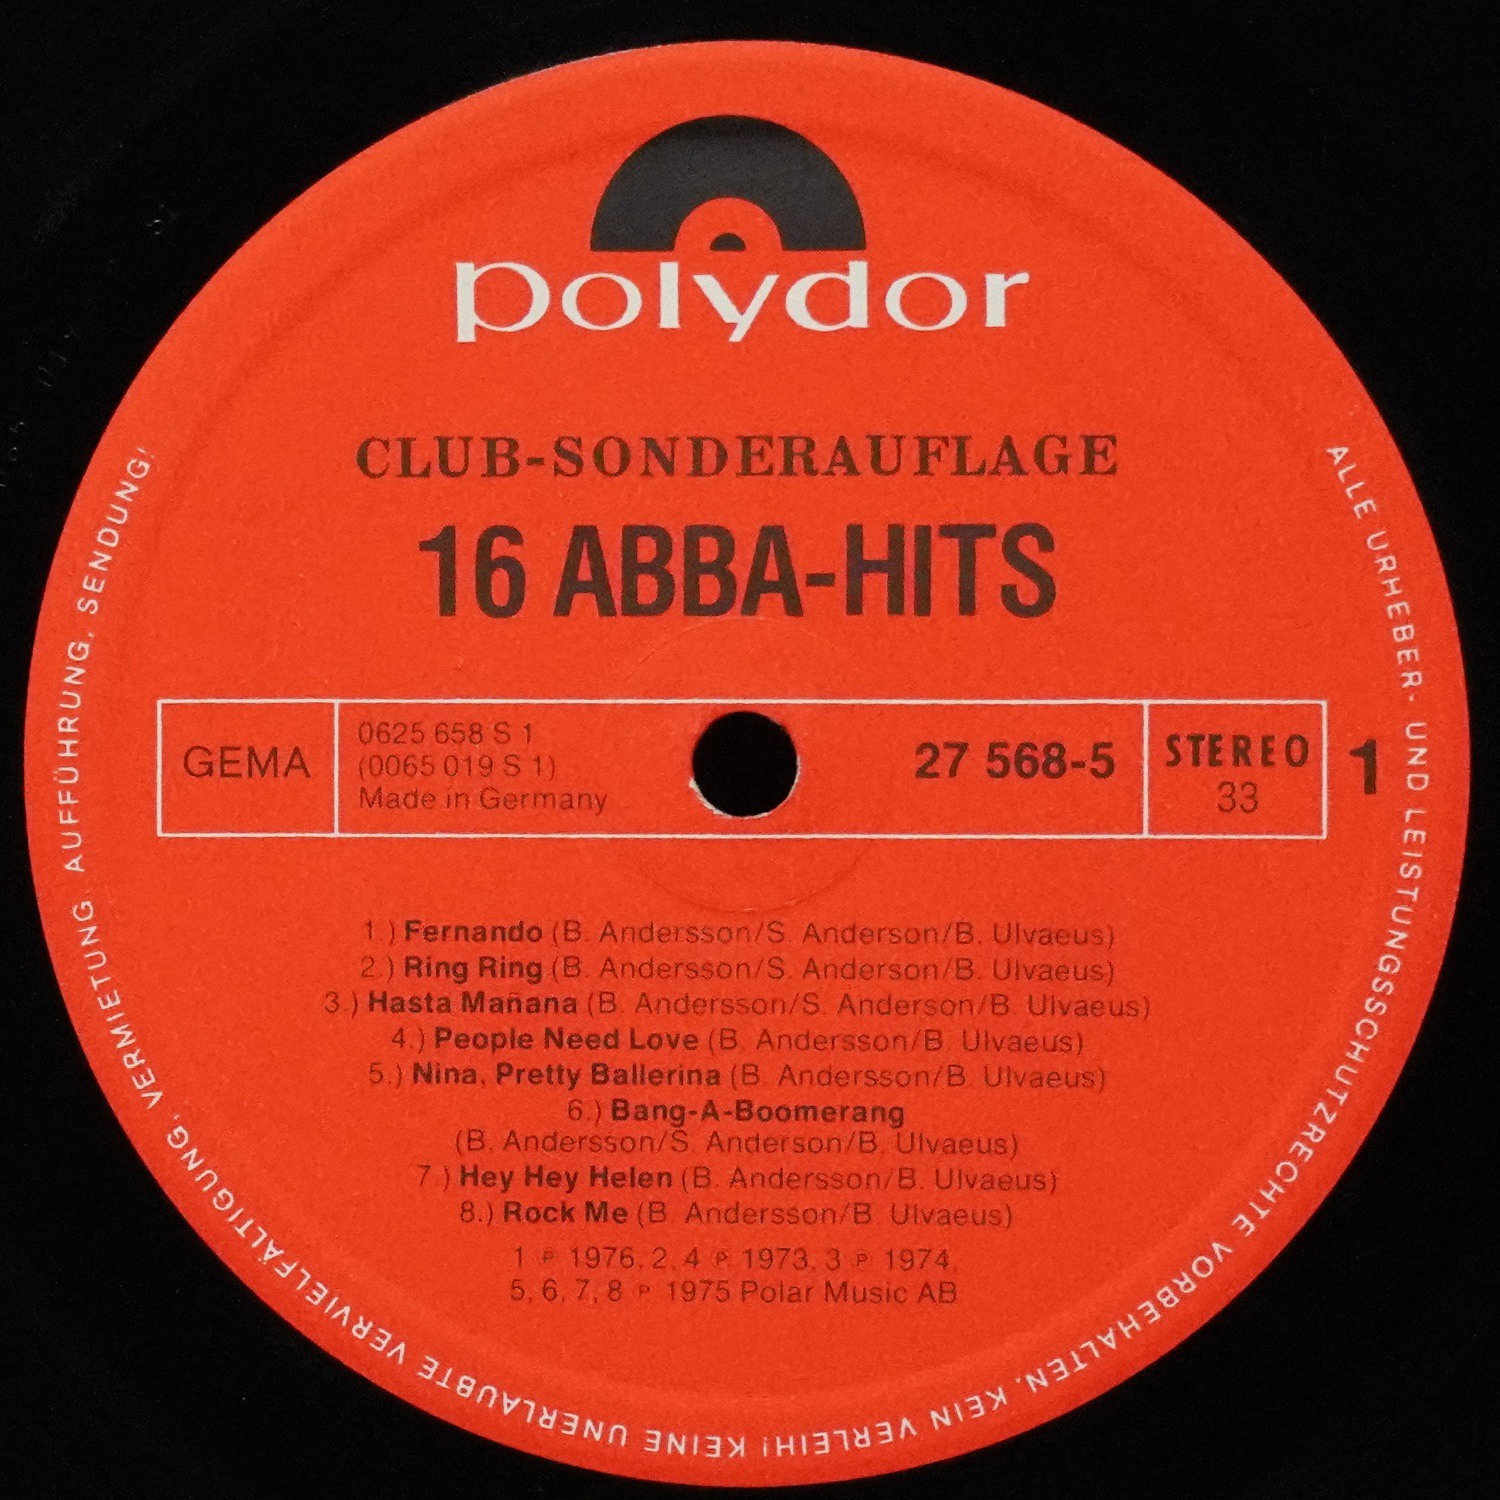 polydor
CLUB-SONDERAUFLAGE
16 ABBA-HITS
GEMA
0625 658 S 1
(0065 019 S 1)
Made in Germany
27 568-5
STEREO
33
1
1.) Fernando (B. Andersson/S. Anderson/B. Ulvaeus)
2.) Ring Ring (B. Andersson/S. Anderson/B. Ulvaeus)
3.) Hasta Mañana (B. Andersson/S. Anderson/B. Ulvaeus)
4.) People Need Love (B. Andersson/B. Ulvaeus)
5.) Nina, Pretty Ballerina (B. Andersson/B. Ulvaeus)
6.) Bang-A-Boomerang
(B. Andersson/S. Anderson/B. Ulvaeus)
7.) Hey Hey Helen (B. Andersson/B. Ulvaeus)
8.) Rock Me (B. Andersson/B. Ulvaeus)
1 ℗ 1976, 2, 4 ℗ 1973, 3 ℗ 1974,
5, 6, 7, 8 ℗ 1975 Polar Music AB
ALLE URHEBER- UND LEISTUNGSSCHUTZRECHTE VORBEHALTEN. KEIN VERLEIH! KEINE UNERLAUBTE VERVIELFÄLTIGUNG, VERMIETUNG, AUFFÜHRUNG, SENDUNG!